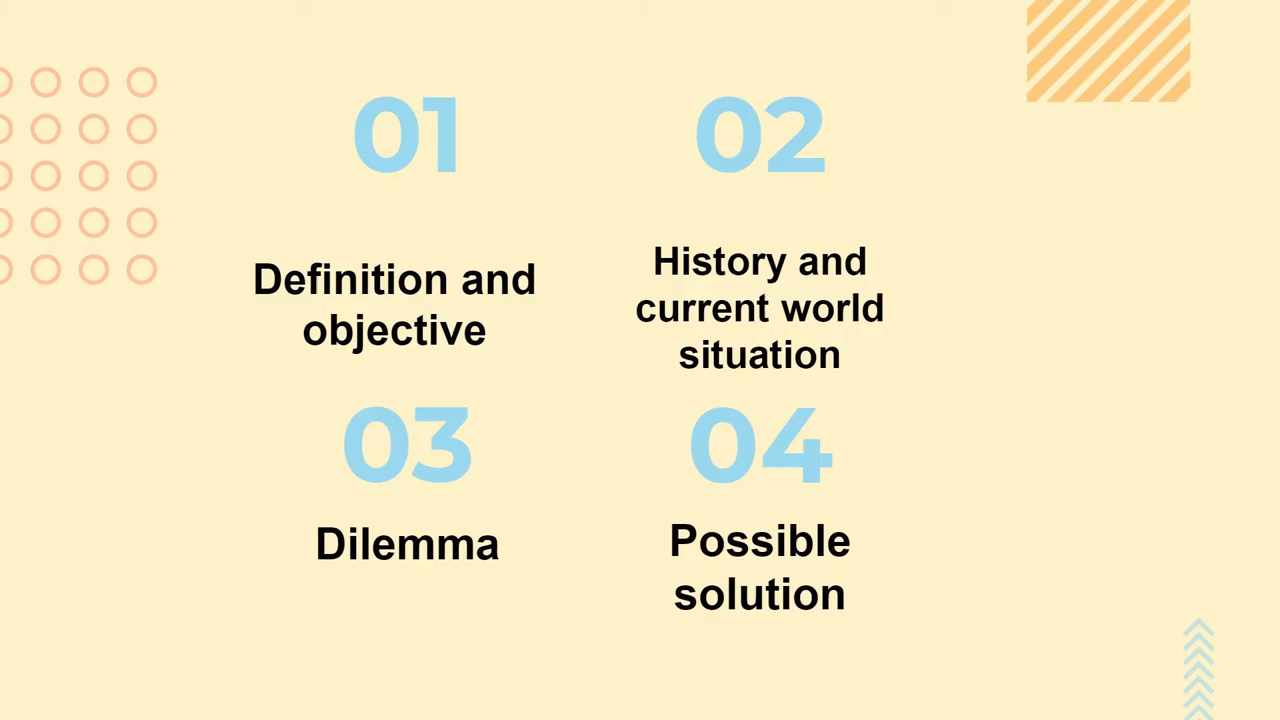 01
Definition and
objective
02
History and
current world
situation
03
Dilemma
04
Possible
solution